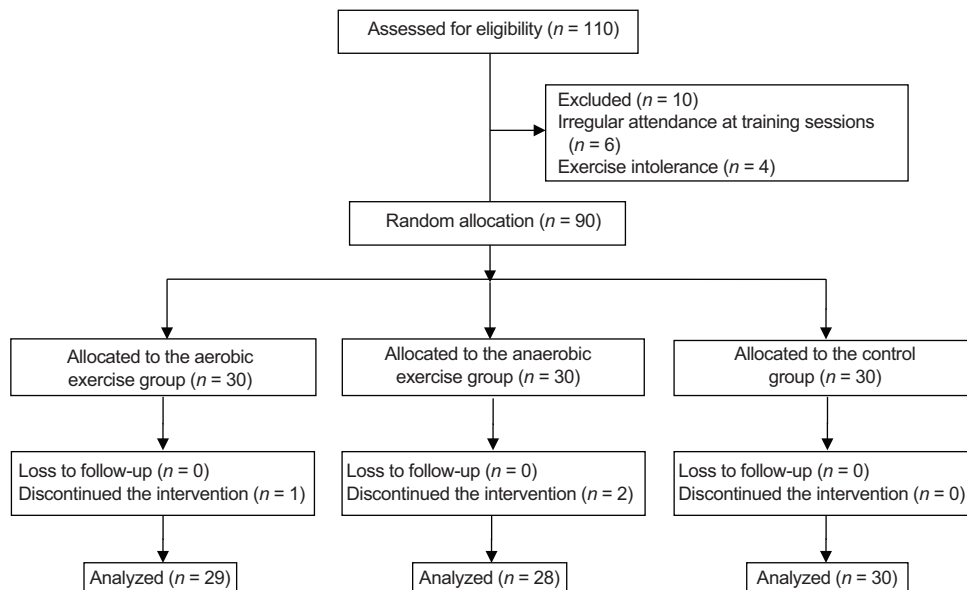 Assessed for eligibility (n = 110)
Excluded (n = 10)
Irregular attendance at training sessions
(n = 6)
Exercise intolerance (n = 4)
Random allocation (n = 90)
Allocated to the aerobic
exercise group (n = 30)
Allocated to the anaerobic
exercise group (n = 30)
Allocated to the control
group (n = 30)
Loss to follow-up (n = 0)
Discontinued the intervention (n = 1)
Loss to follow-up (n = 0)
Discontinued the intervention (n = 2)
Loss to follow-up (n = 0)
Discontinued the intervention (n = 0)
Analyzed (n = 29)
Analyzed (n = 28)
Analyzed (n = 30)